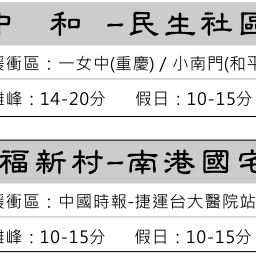 中 和 -民生社區
緩衝區：一女中(重慶) / 小南門(和平
離峰：14-20分 假日：10-15分
福新村-南港國宅
緩衝區：中國時報-捷運台大醫院站
離峰：10-15分 假日：10-15分